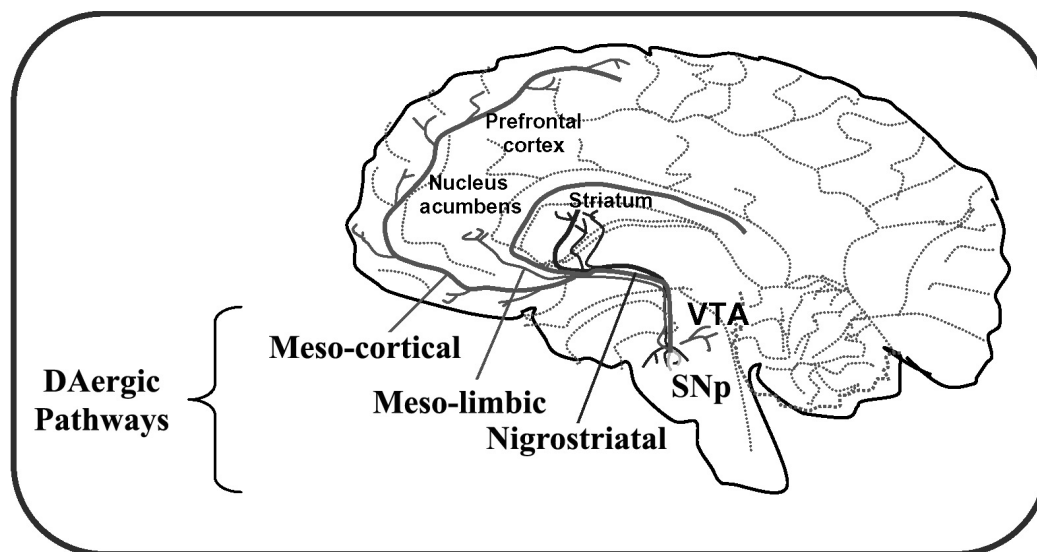 Prefrontal
cortex
Nucleus
acumbens
Striatum
VTA
Meso-cortical
SNp
DAergic
Pathways
Meso-limbic
Nigrostriatal